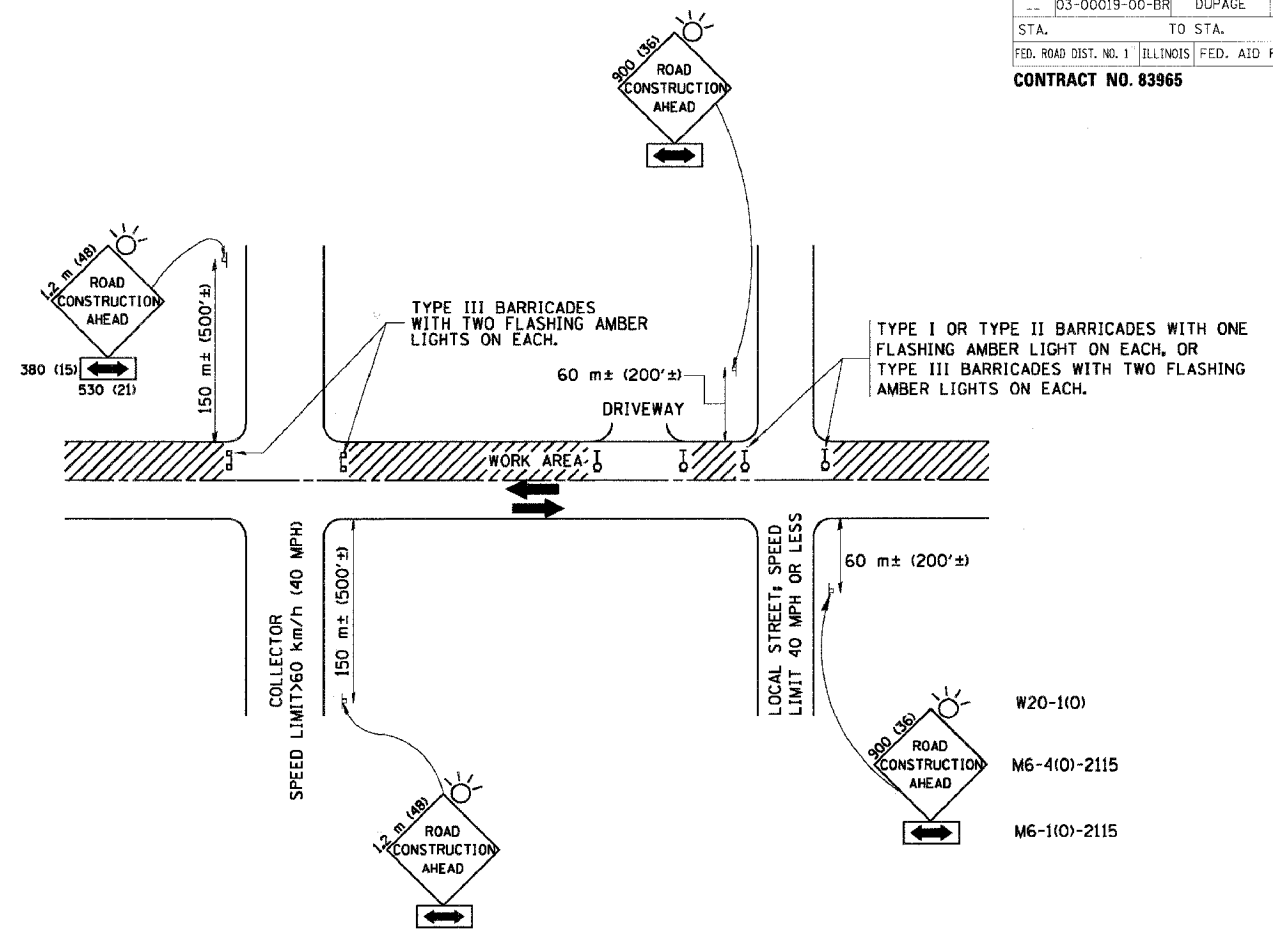 03-00019-00-BR DUPAGE
STA. TO STA.
FED. ROAD DIST. NO. 1 ILLINOIS FED. AID
CONTRACT NO. 83965
900 (36)
ROAD
CONSTRUCTION
AHEAD
1.2 m (48)
ROAD
CONSTRUCTION
AHEAD
380 (15)
530 (21)
150 m± (500'±)
TYPE III BARRICADES
WITH TWO FLASHING AMBER
LIGHTS ON EACH.
60 m± (200'±)
DRIVEWAY
TYPE I OR TYPE II BARRICADES WITH ONE
FLASHING AMBER LIGHT ON EACH, OR
TYPE III BARRICADES WITH TWO FLASHING
AMBER LIGHTS ON EACH.
WORK AREA
COLLECTOR
SPEED LIMIT>60 km/h (40 MPH)
150 m± (500'±)
LOCAL STREET; SPEED
LIMIT 40 MPH OR LESS
60 m± (200'±)
1.2 m (48)
ROAD
CONSTRUCTION
AHEAD
900 (36)
ROAD
CONSTRUCTION
AHEAD
W20-1(O)
M6-4(O)-2115
M6-1(O)-2115